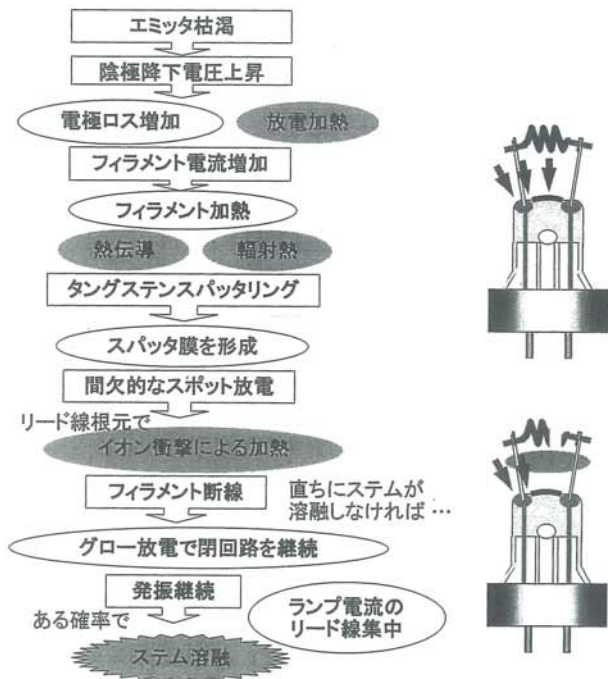 エミッタ枯渇
陰極降下電圧上昇
電極ロス増加
放電加熱
フィラメント電流増加
フィラメント加熱
熱伝導
輻射熱
タングステンスパッタリング
スパッタ膜を形成
間欠的なスポット放電
リード線根元で
イオン衝撃による加熱
フィラメント断線
直ちにステムが
溶融しなければ …
グロー放電で閉回路を継続
発振継続
ある確率で
ランプ電流の
リード線集中
ステム溶融